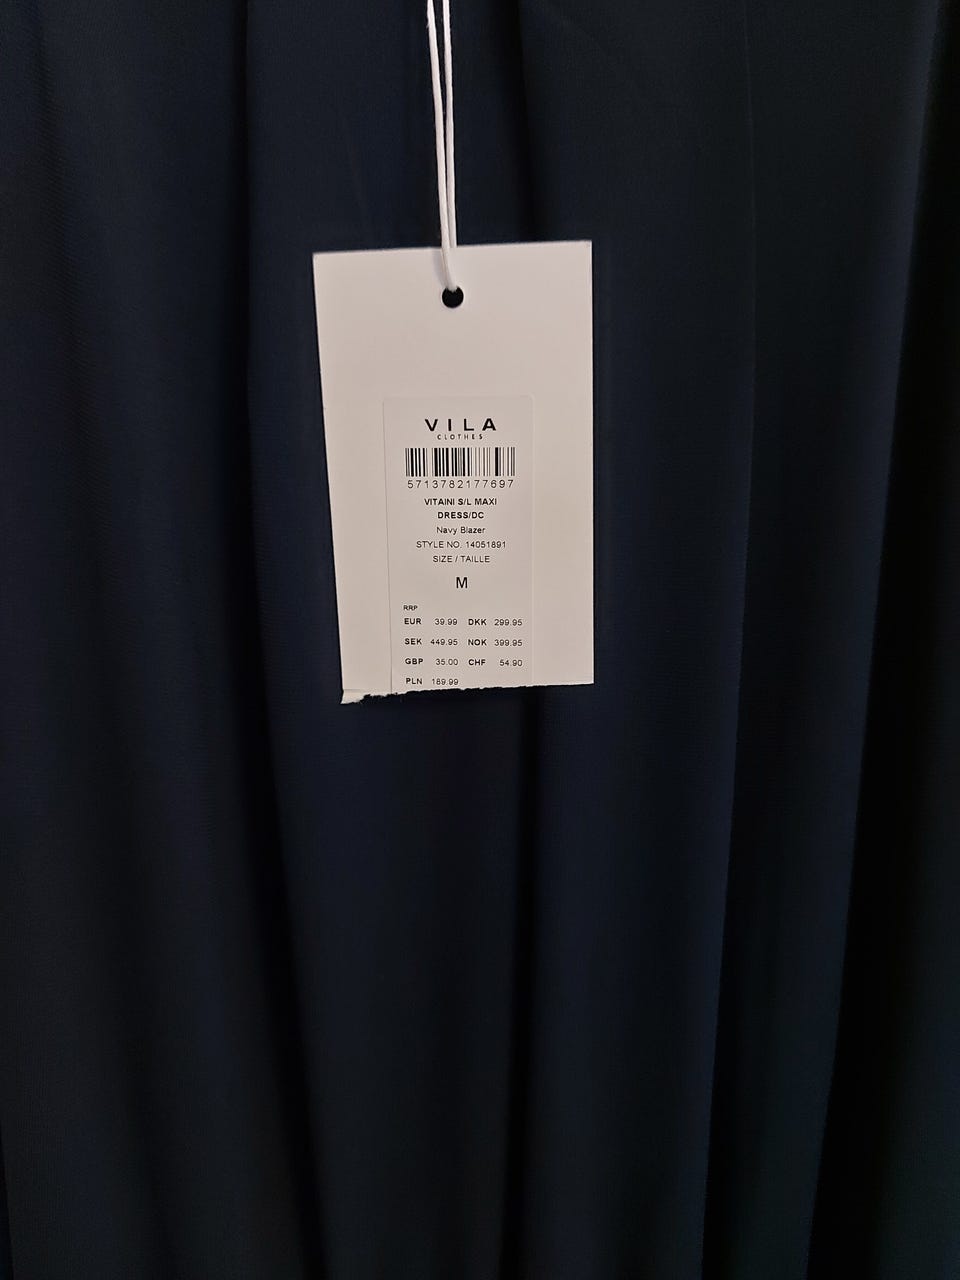 VILA
CLOTHES
5713782177697
VITAINI S/L MAXI
DRESS/DC
Navy Blazer
STYLE NO. 14051891
SIZE / TAILLE
M
RRP
EUR 39.99 DKK 299.95
SEK 449.95 NOK 399.95
GBP 35.00 CHF 54.90
PLN 189.99